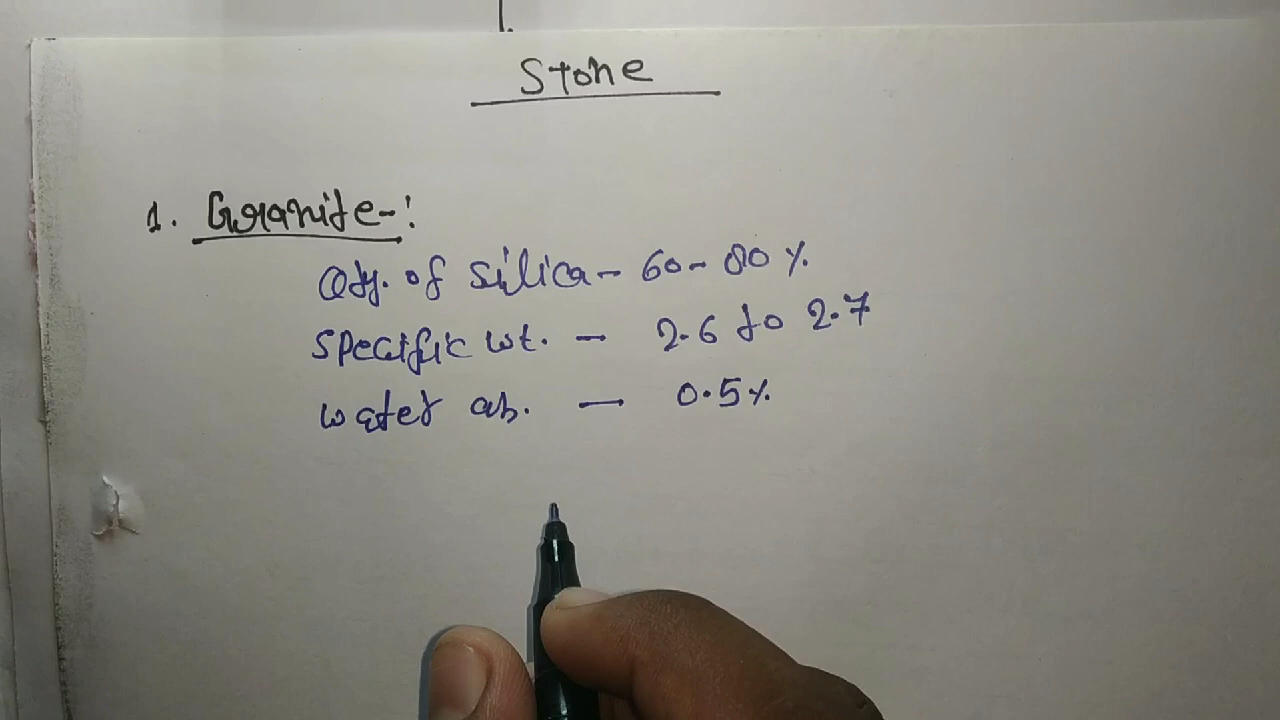 Stone
1. Granite-:
Qty. of silica - 60 - 80 %.
Specific wt. - 2.6 to 2.7
water ab. - 0.5%.